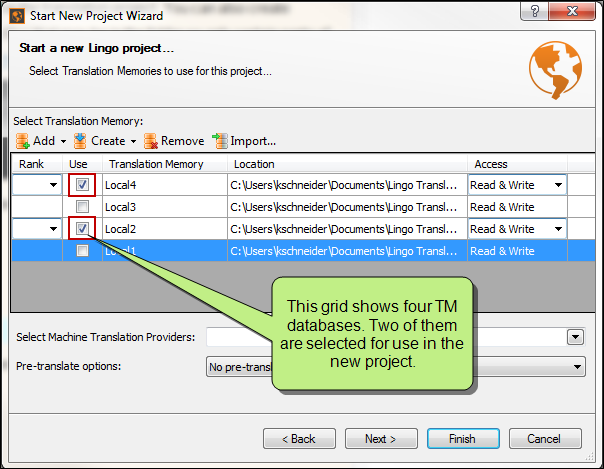 Start New Project Wizard
Start a new Lingo project...
Select Translation Memories to use for this project...
Select Translation Memory:
Add Create Remove Import...
Rank Use Translation Memory Location Access
Local4 C:\Users\kschneider\Documents\Lingo Transl... Read & Write
Local3 C:\Users\kschneider\Documents\Lingo Transl... Read & Write
Local2 C:\Users\kschneider\Documents\Lingo Transl... Read & Write
Local1 C:\Users\kschneider\Documents\Lingo Transl... Read & Write
This grid shows four TM
databases. Two of them
are selected for use in the
new project.
Select Machine Translation Providers:
Pre-translate options: No pre-transl
< Back Next > Finish Cancel